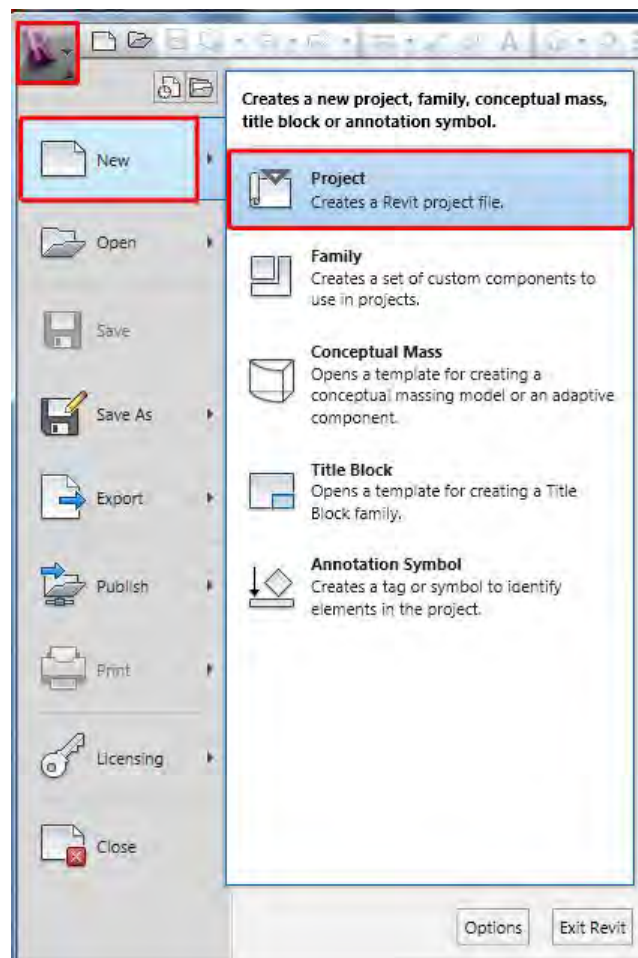 A
Creates a new project, family, conceptual mass,
title block or annotation symbol.
New
Project
Creates a Revit project file.
Open
Family
Creates a set of custom components to
use in projects.
Save
Conceptual Mass
Opens a template for creating a
conceptual massing model or an adaptive
component.
Save As
Title Block
Opens a template for creating a Title
Block family.
Export
Annotation Symbol
Creates a tag or symbol to identify
elements in the project.
Publish
Print
Licensing
Close
Options
Exit Revit